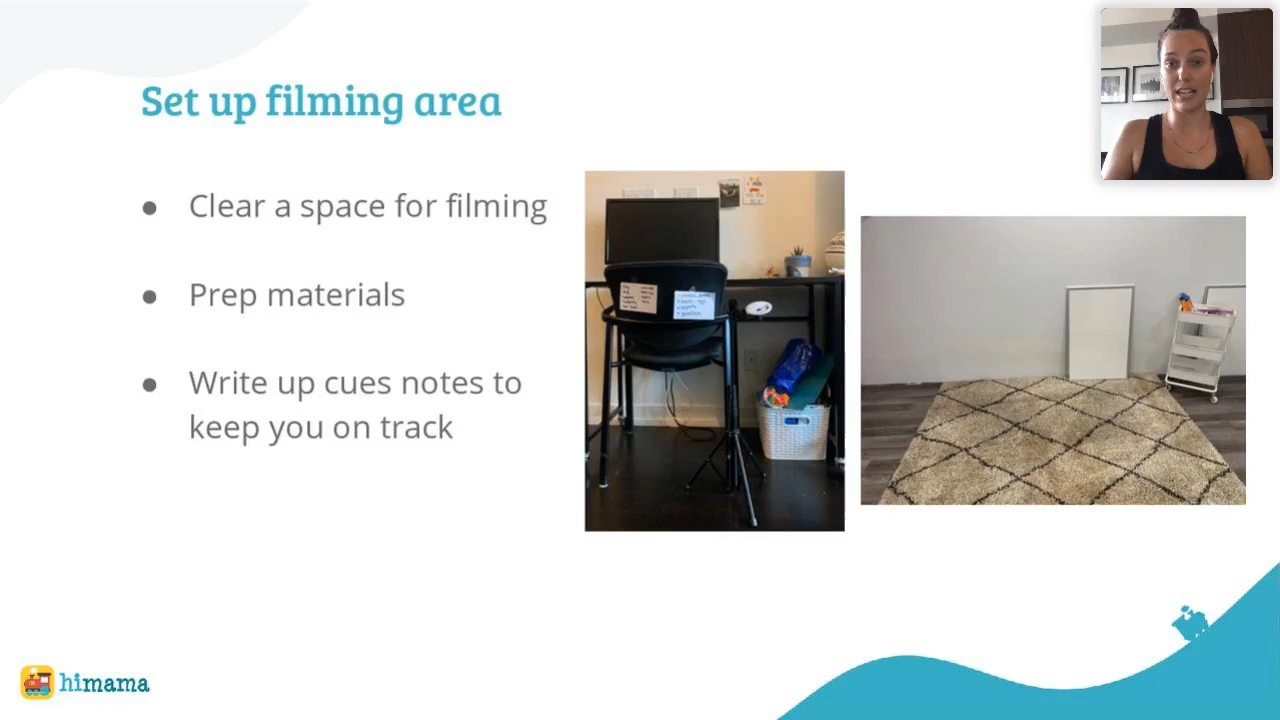 Set up filming area
● Clear a space for filming
● Prep materials
● Write up cues notes to
keep you on track
himama